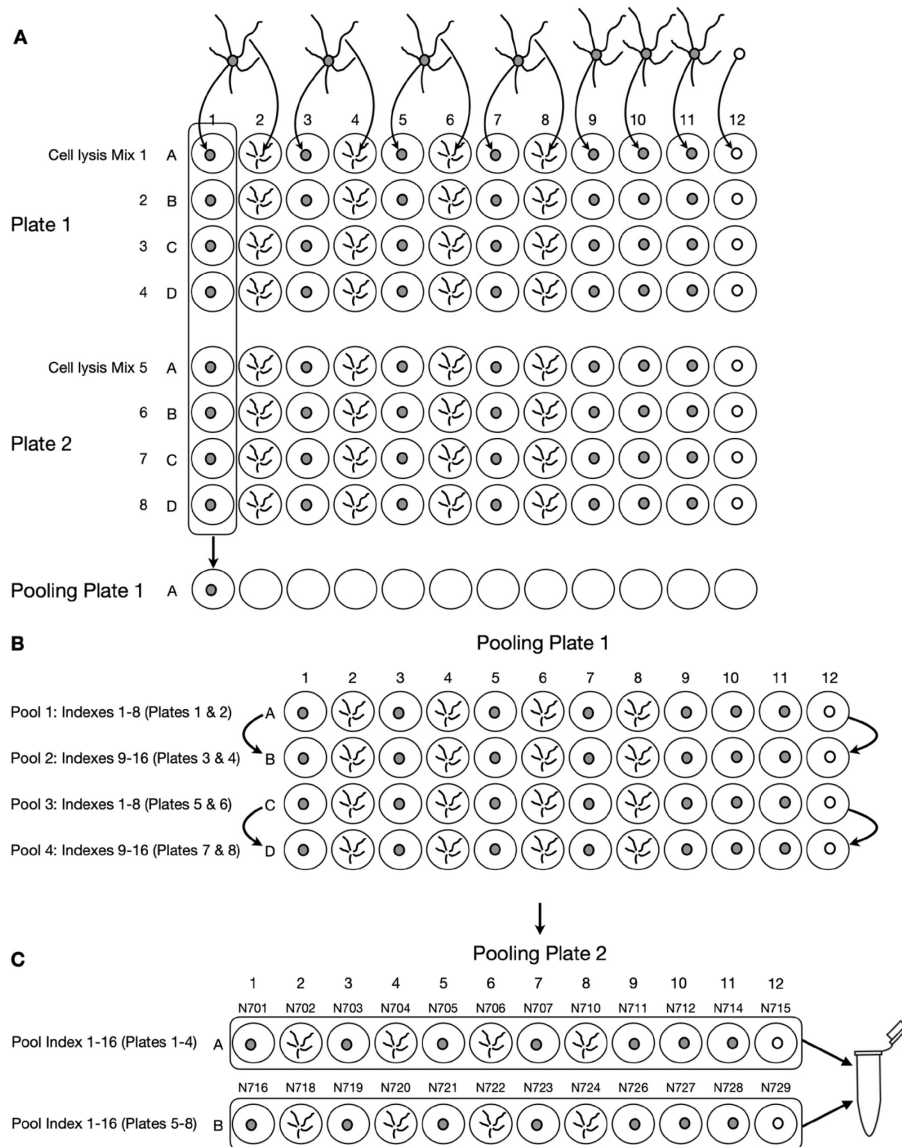 A
1 2 3 4 5 6 7 8 9 10 11 12
Cell lysis Mix 1 A
2 B
Plate 1
3 C
4 D
Cell lysis Mix 5 A
6 B
Plate 2
7 C
8 D
Pooling Plate 1 A
B
Pooling Plate 1
1 2 3 4 5 6 7 8 9 10 11 12
Pool 1: Indexes 1-8 (Plates 1 & 2) A
Pool 2: Indexes 9-16 (Plates 3 & 4) B
Pool 3: Indexes 1-8 (Plates 5 & 6) C
Pool 4: Indexes 9-16 (Plates 7 & 8) D
Pooling Plate 2
C
1 2 3 4 5 6 7 8 9 10 11 12
N701 N702 N703 N704 N705 N706 N707 N710 N711 N712 N714 N715
Pool Index 1-16 (Plates 1-4) A
N716 N718 N719 N720 N721 N722 N723 N724 N726 N727 N728 N729
Pool Index 1-16 (Plates 5-8) B